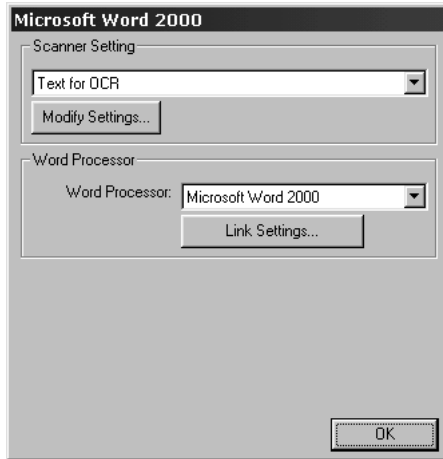 Microsoft Word 2000
Scanner Setting
Text for OCR
Modify Settings...
Word Processor
Word Processor: Microsoft Word 2000
Link Settings...
OK